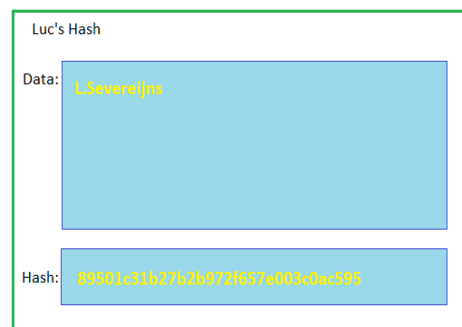 Luc's Hash
Data:
L.Severeijns
Hash:
89501c31b27b2b972f657e003c0ac595